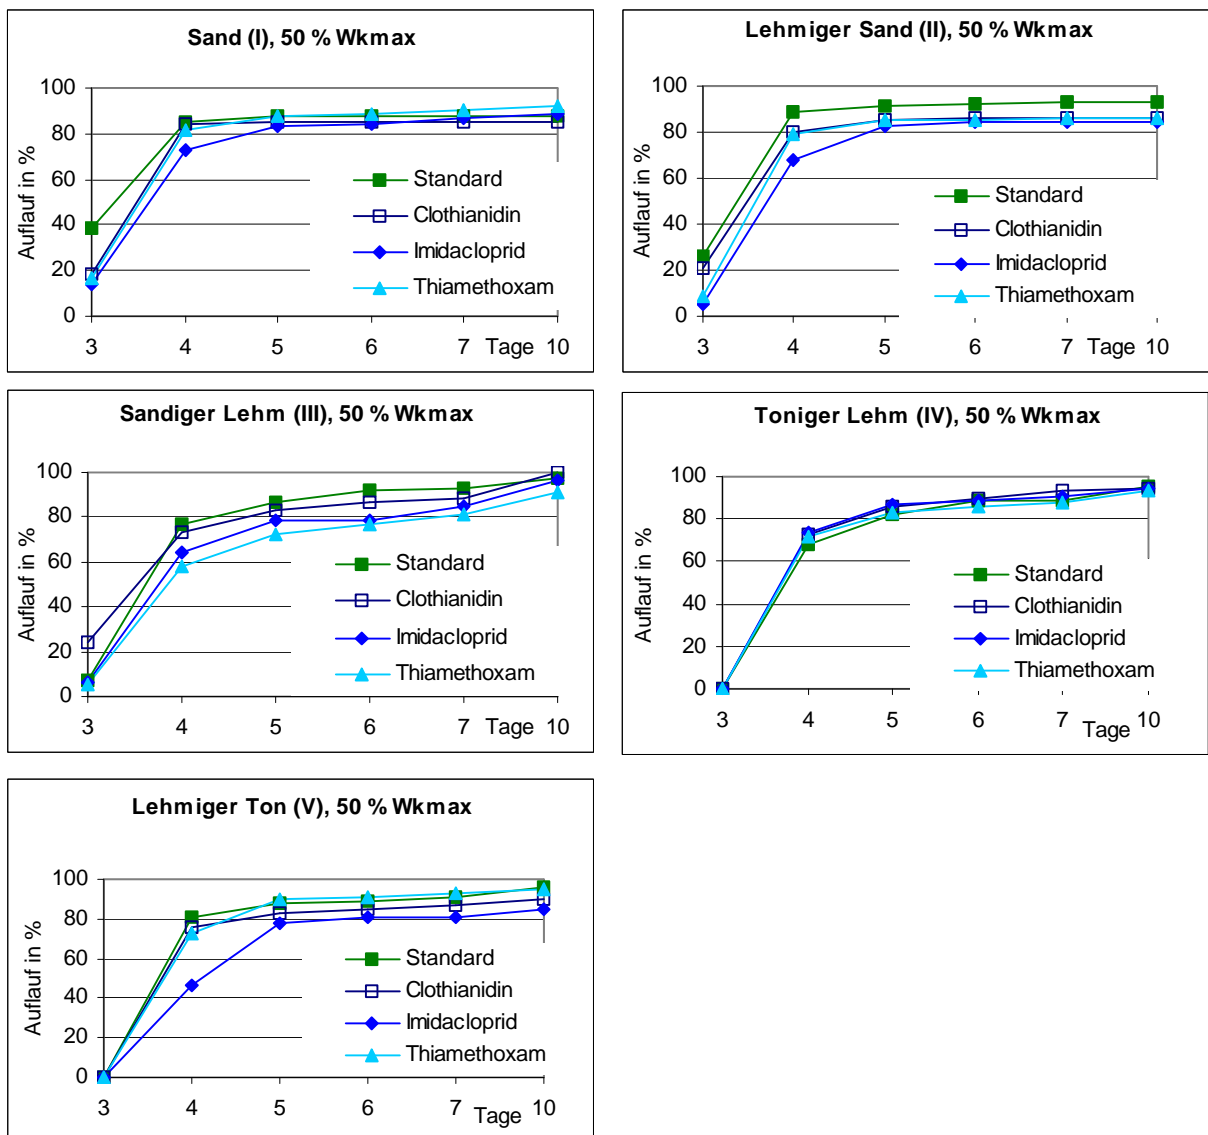 Sand (I), 50 % Wkmax
Auflauf in %
100
80
60
40
20
0
Standard
Clothianidin
Imidacloprid
Thiamethoxam
3 4 5 6 7 Tage 10
Lehmiger Sand (II), 50 % Wkmax
Auflauf in %
100
80
60
40
20
0
Standard
Clothianidin
Imidacloprid
Thiamethoxam
3 4 5 6 7 Tage 10
Sandiger Lehm (III), 50 % Wkmax
Auflauf in %
100
80
60
40
20
0
Standard
Clothianidin
Imidacloprid
Thiamethoxam
3 4 5 6 7 Tage 10
Toniger Lehm (IV), 50 % Wkmax
Auflauf in %
100
80
60
40
20
0
Standard
Clothianidin
Imidacloprid
Thiamethoxam
3 4 5 6 7 Tage 10
Lehmiger Ton (V), 50 % Wkmax
Auflauf in %
100
80
60
40
20
0
Standard
Clothianidin
Imidacloprid
Thiamethoxam
3 4 5 6 7 Tage 10